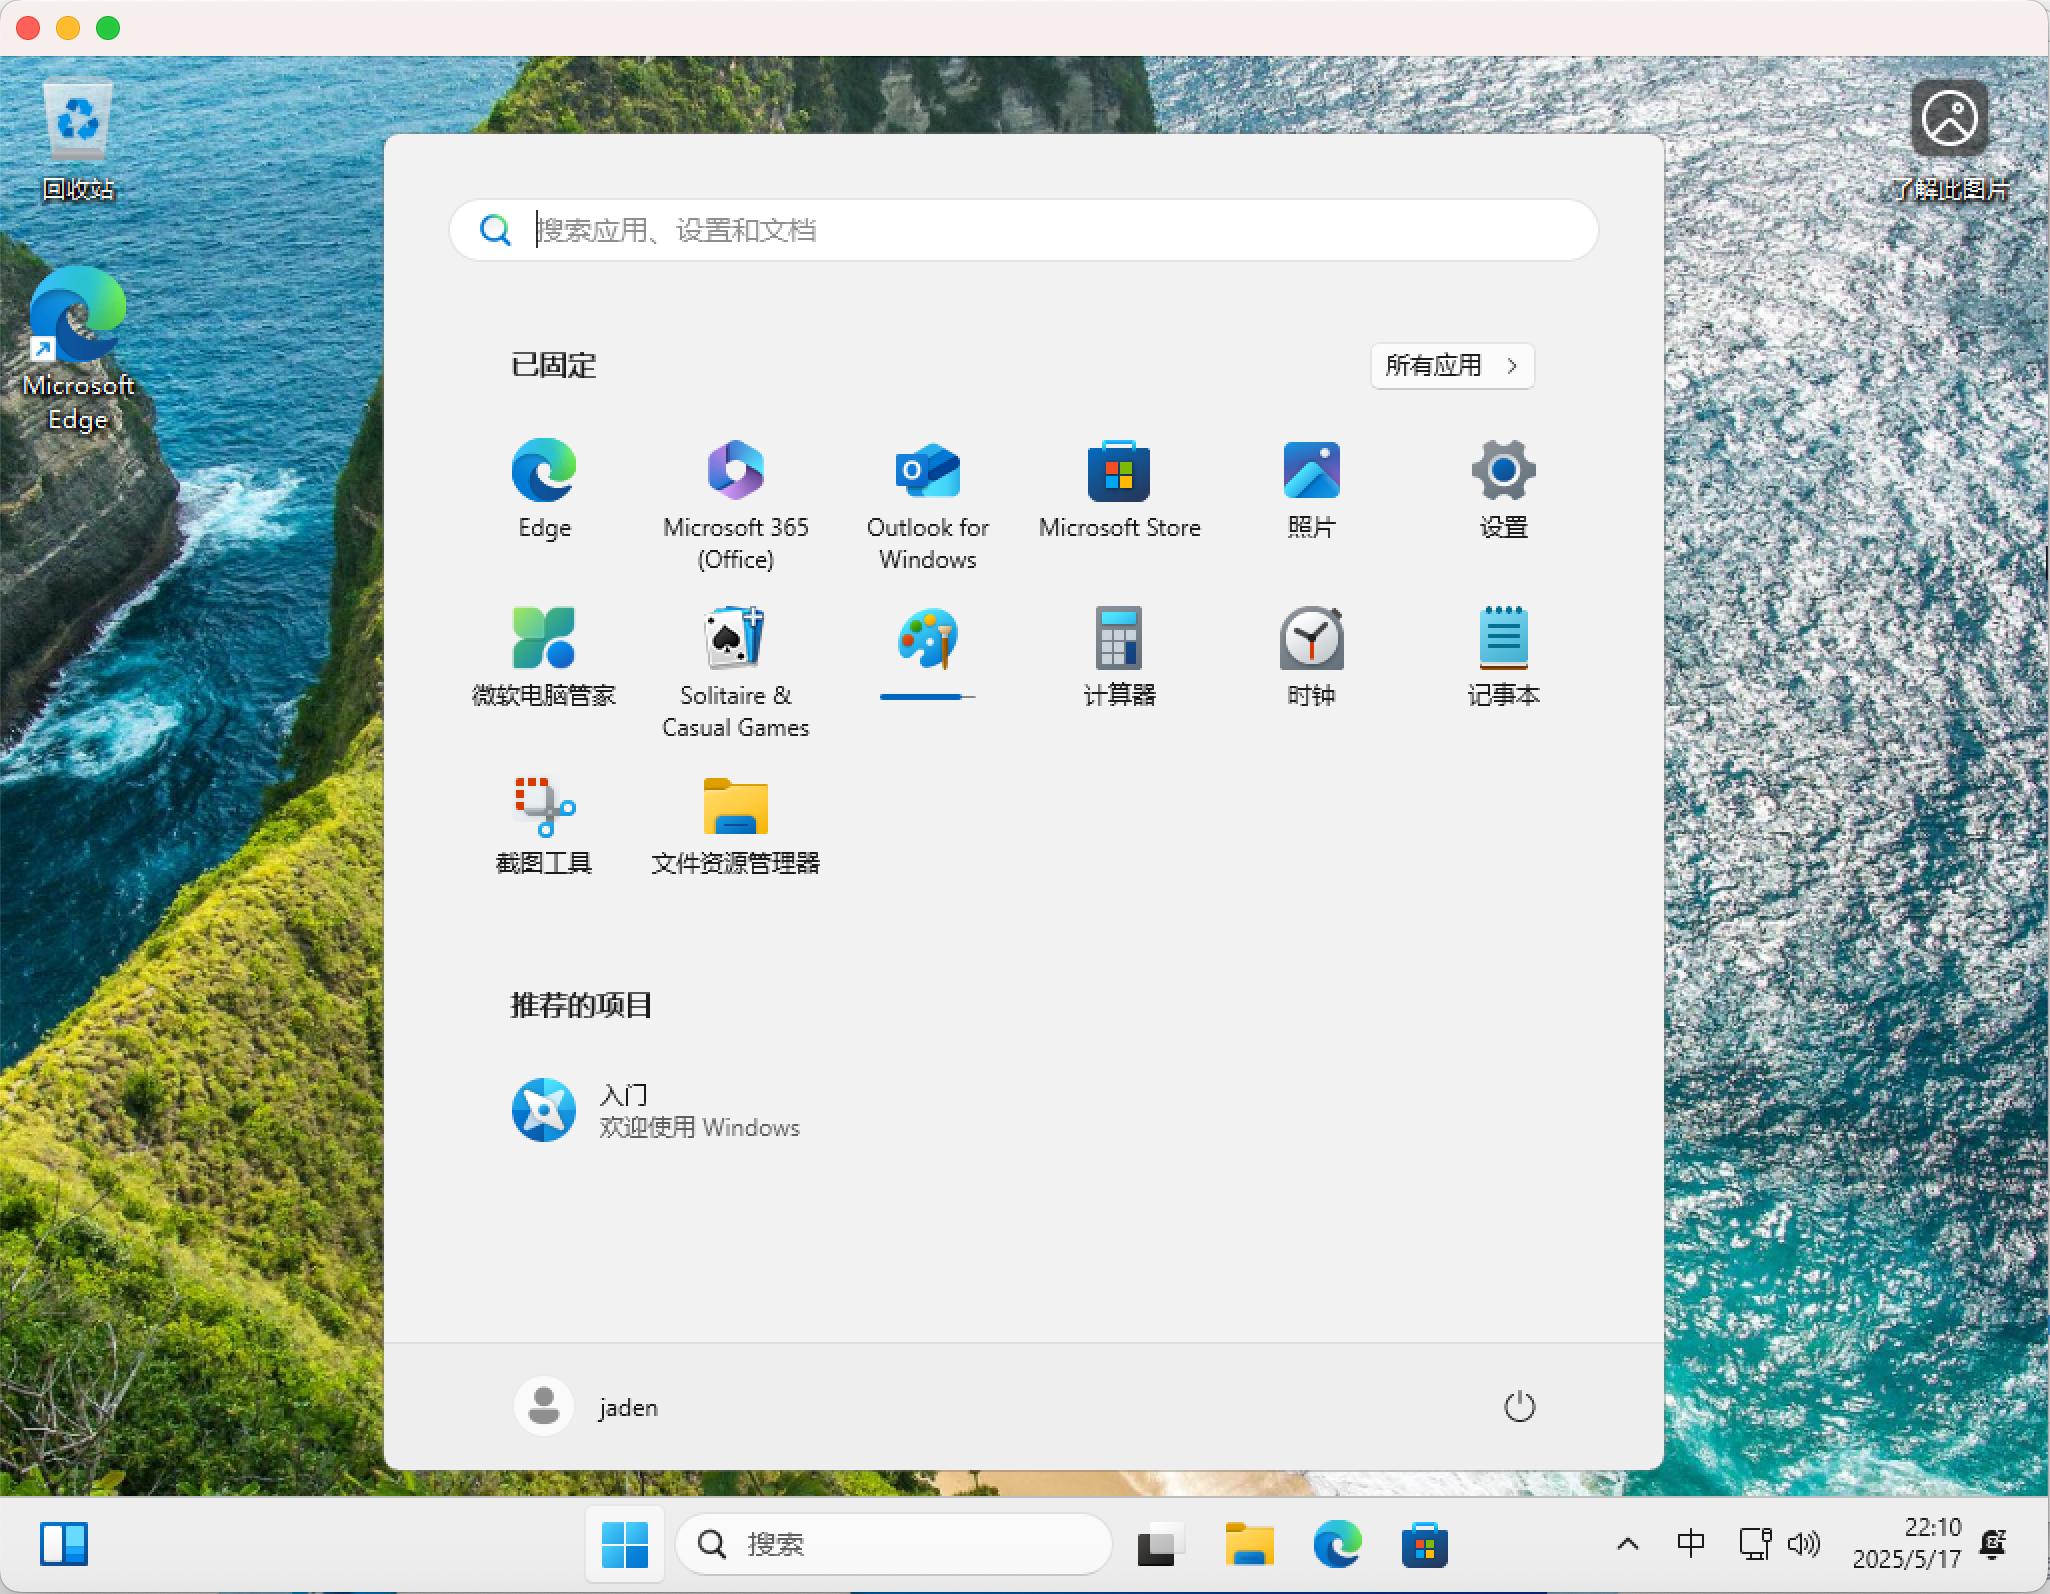 回收站
了解此图片
Microsoft
Edge
搜索应用、设置和文档
已固定
所有应用
Edge
Microsoft 365
(Office)
Outlook for
Windows
Microsoft Store
照片
设置
微软电脑管家
Solitaire &
Casual Games
计算器
时钟
记事本
截图工具
文件资源管理器
推荐的项目
入门
欢迎使用 Windows
jaden
搜索
中
22:10
2025/5/17